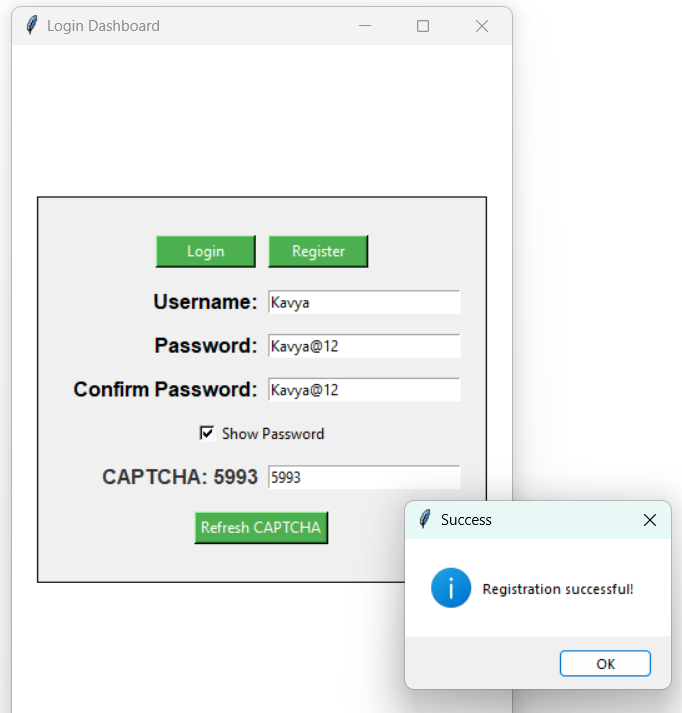 Login Dashboard
Login Register
Username: Kavya
Password: Kavya@12
Confirm Password: Kavya@12
Show Password
CAPTCHA: 5993 5993
Refresh CAPTCHA
Success
Registration successful!
OK